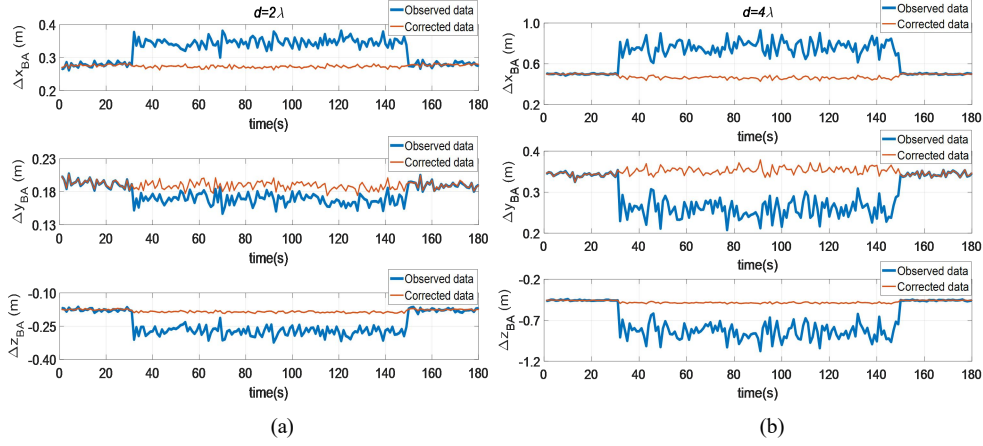 d=2λ
0.4
0.3
0.2
Δx_BA (m)
Observed data
Corrected data
0 20 40 60 80 100 120 140 160 180
time(s)
0.23
0.18
0.13
Δy_BA (m)
Observed data
Corrected data
0 20 40 60 80 100 120 140 160 180
time(s)
-0.10
-0.25
-0.40
Δz_BA (m)
Observed data
Corrected data
0 20 40 60 80 100 120 140 160 180
time(s)
(a)
d=4λ
1.0
0.6
0.2
Δx_BA (m)
Observed data
Corrected data
0 20 40 60 80 100 120 140 160 180
time(s)
0.4
0.3
0.2
Δy_BA (m)
Observed data
Corrected data
0 20 40 60 80 100 120 140 160 180
time(s)
-0.2
-0.7
-1.2
Δz_BA (m)
Observed data
Corrected data
0 20 40 60 80 100 120 140 160 180
time(s)
(b)